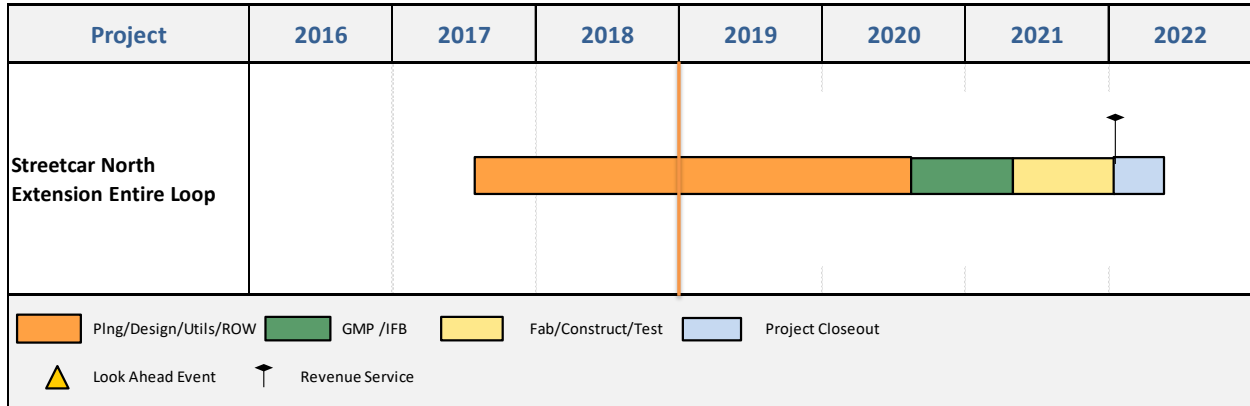 Project 2016 2017 2018 2019 2020 2021 2022
Streetcar North
Extension Entire Loop
Plng/Design/Utils/ROW GMP /IFB Fab/Construct/Test Project Closeout
Look Ahead Event Revenue Service